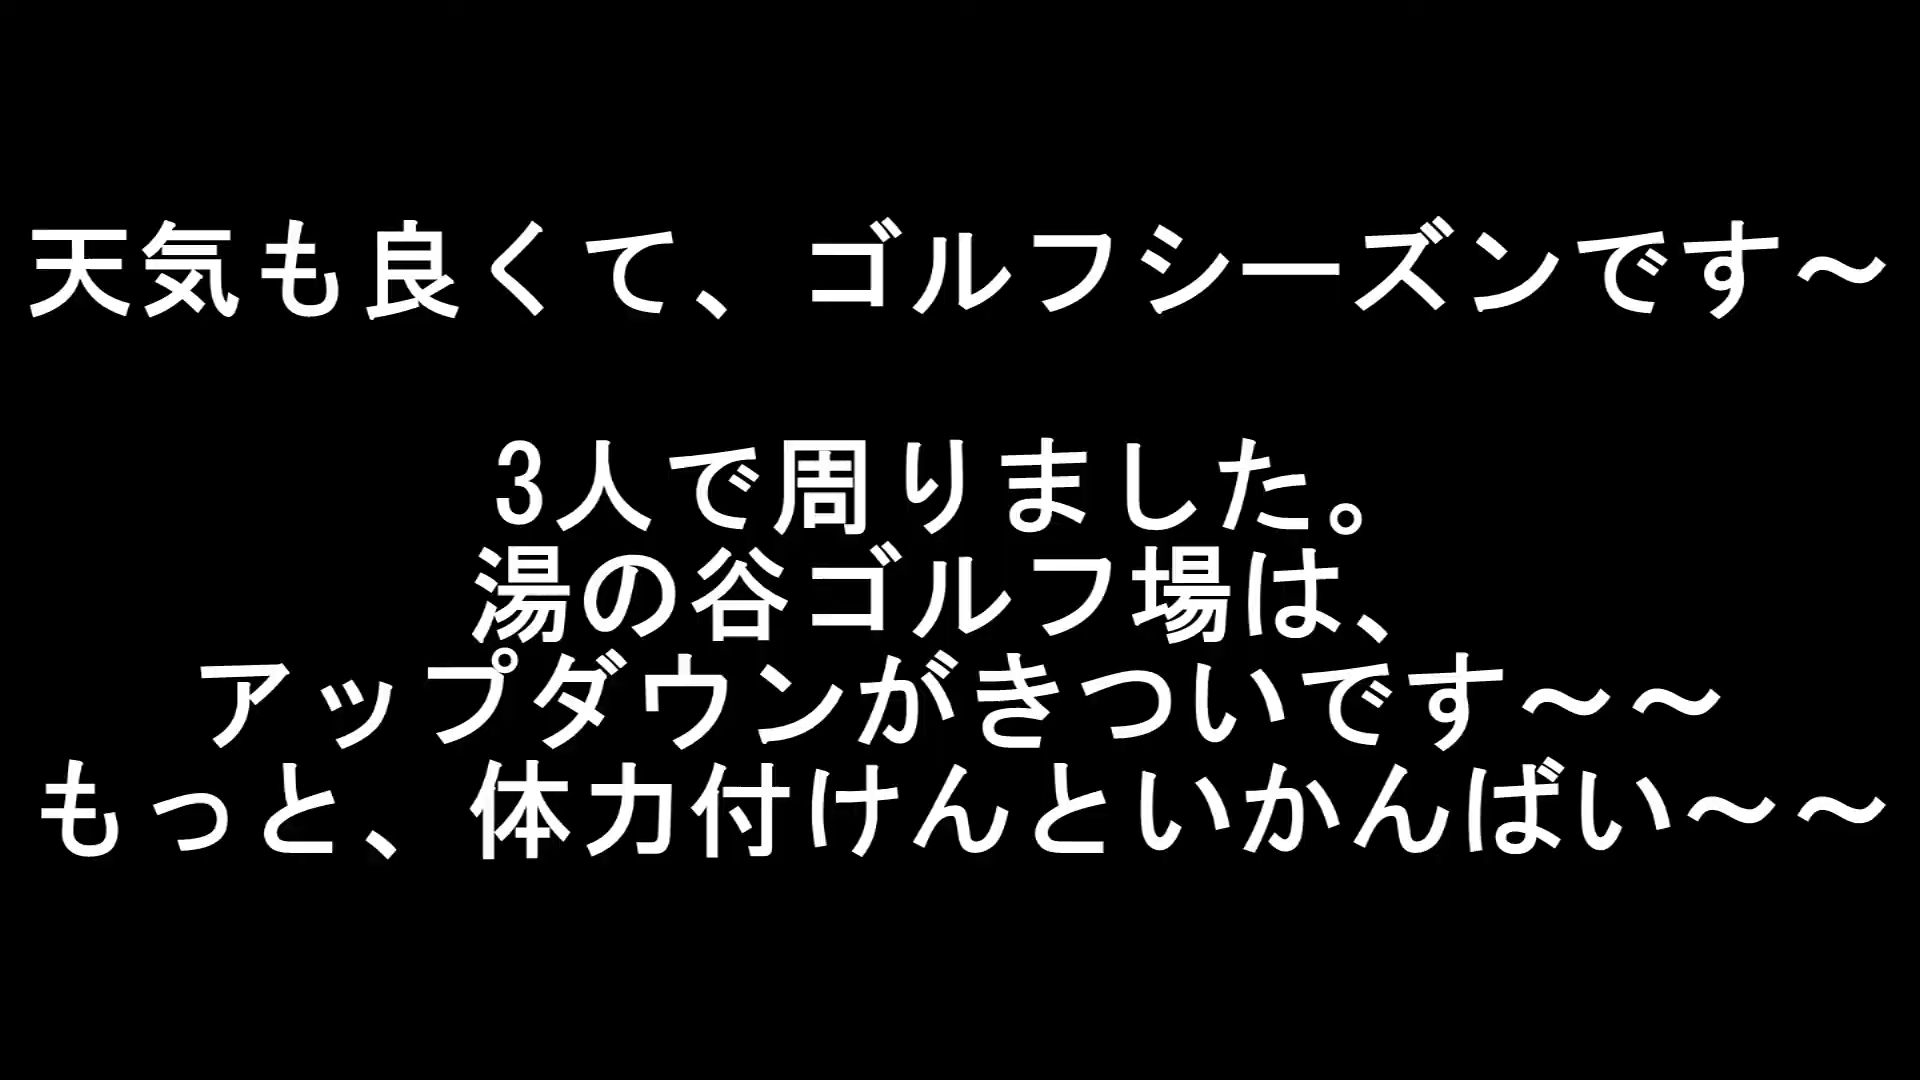 天気も良くて、ゴルフシーズンです～
3人で周りました。
湯の谷ゴルフ場は、
アップダウンがきついです～～
もっと、体力付けんといかんばい～～